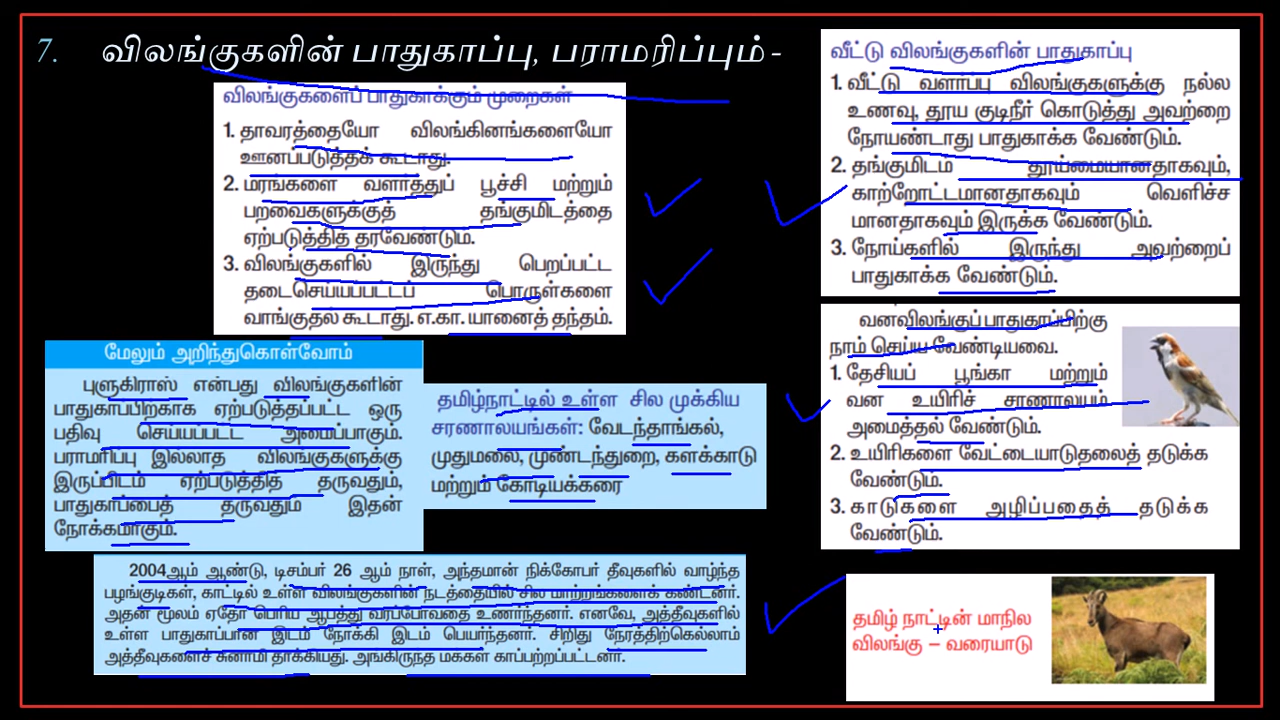 7. விலங்குகளின் பாதுகாப்பு, பராமரிப்பும் -
விலங்குகளைப் பாதுகாக்கும் முறைகள்
1. தாவரத்தையோ விலங்கினங்களையோ
ஊனப்படுத்தக் கூடாது.
2. மரங்களை வளர்த்துப் பூச்சி மற்றும்
பறவைகளுக்குத் தங்குமிடத்தை
ஏற்படுத்தித் தரவேண்டும்.
3. விலங்குகளில் இருந்து பெறப்பட்ட
தடைசெய்யப்பட்டப் பொருள்களை
வாங்குதல் கூடாது. எ.கா. யானைத் தந்தம்.
வீட்டு விலங்குகளின் பாதுகாப்பு
1. வீட்டு வளர்ப்பு விலங்குகளுக்கு நல்ல
உணவு, தூய குடிநீர் கொடுத்து அவற்றை
நோயண்டாது பாதுகாக்க வேண்டும்.
2. தங்குமிடம் தூய்மையானதாகவும்,
காற்றோட்டமானதாகவும் வெளிச்ச
மானதாகவும் இருக்க வேண்டும்.
3. நோய்களில் இருந்து அவற்றைப்
பாதுகாக்க வேண்டும்.
மேலும் அறிந்துகொள்வோம்
புளுகிராஸ் என்பது விலங்குகளின்
பாதுகாப்பிற்காக ஏற்படுத்தப்பட்ட ஒரு
பதிவு செய்யப்பட்ட அமைப்பாகும்.
பராமரிப்பு இல்லாத விலங்குகளுக்கு
இருப்பிடம் ஏற்படுத்தித் தருவதும்,
பாதுகாப்பைத் தருவதும் இதன்
நோக்கமாகும்.
தமிழ்நாட்டில் உள்ள சில முக்கிய
சரணாலயங்கள்: வேடந்தாங்கல்,
முதுமலை, முண்டந்துறை, களக்காடு
மற்றும் கோடியக்கரை
வனவிலங்குப் பாதுகாப்பிற்கு
நாம் செய்ய வேண்டியவை.
1. தேசியப் பூங்கா மற்றும்
வன உயிரிச் சரணாலயம்
அமைத்தல் வேண்டும்.
2. உயிரிகளை வேட்டையாடுதலைத் தடுக்க
வேண்டும்.
3. காடுகளை அழிப்பதைத் தடுக்க
வேண்டும்.
2004ஆம் ஆண்டு, டிசம்பர் 26 ஆம் நாள், அந்தமான் நிக்கோபர் தீவுகளில் வாழ்ந்த
பழங்குடிகள், காட்டில் உள்ள விலங்குகளின் நடத்தையில் சில மாற்றங்களைக் கண்டனர்.
அதன் மூலம் ஏதோ பெரிய ஆபத்து வரப்போவதை உணர்ந்தனர். எனவே, அத்தீவுகளில்
உள்ள பாதுகாப்பான இடம் நோக்கி இடம் பெயர்ந்தனர். சிறிது நேரத்திற்கெல்லாம்
அத்தீவுகளைச் சுனாமி தாக்கியது. அங்கிருந்த மக்கள் காப்பற்றப்பட்டனர்.
தமிழ் நாட்டின் மாநில
விலங்கு – வரையாடு